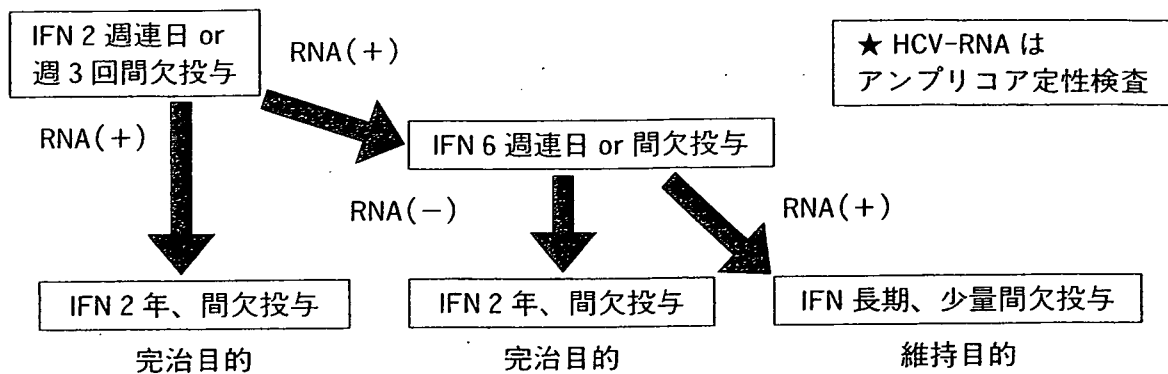 IFN 2 週連日 or
週 3 回間欠投与
RNA(+)
★ HCV-RNA は
アンプリコア定性検査
RNA(+)
IFN 6 週連日 or 間欠投与
RNA(−)
RNA(+)
IFN 2 年、間欠投与
IFN 2 年、間欠投与
IFN 長期、少量間欠投与
完治目的
完治目的
維持目的